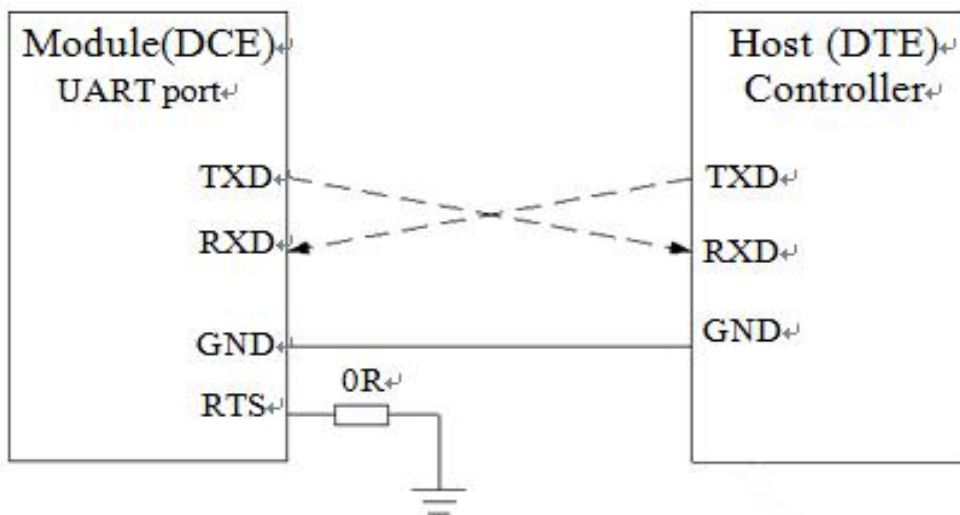 Module(DCE)↵
UART port↵
TXD↵
RXD↵
GND↵
RTS↵
0R↵
Host (DTE)↵
Controller↵
TXD↵
RXD↵
GND↵